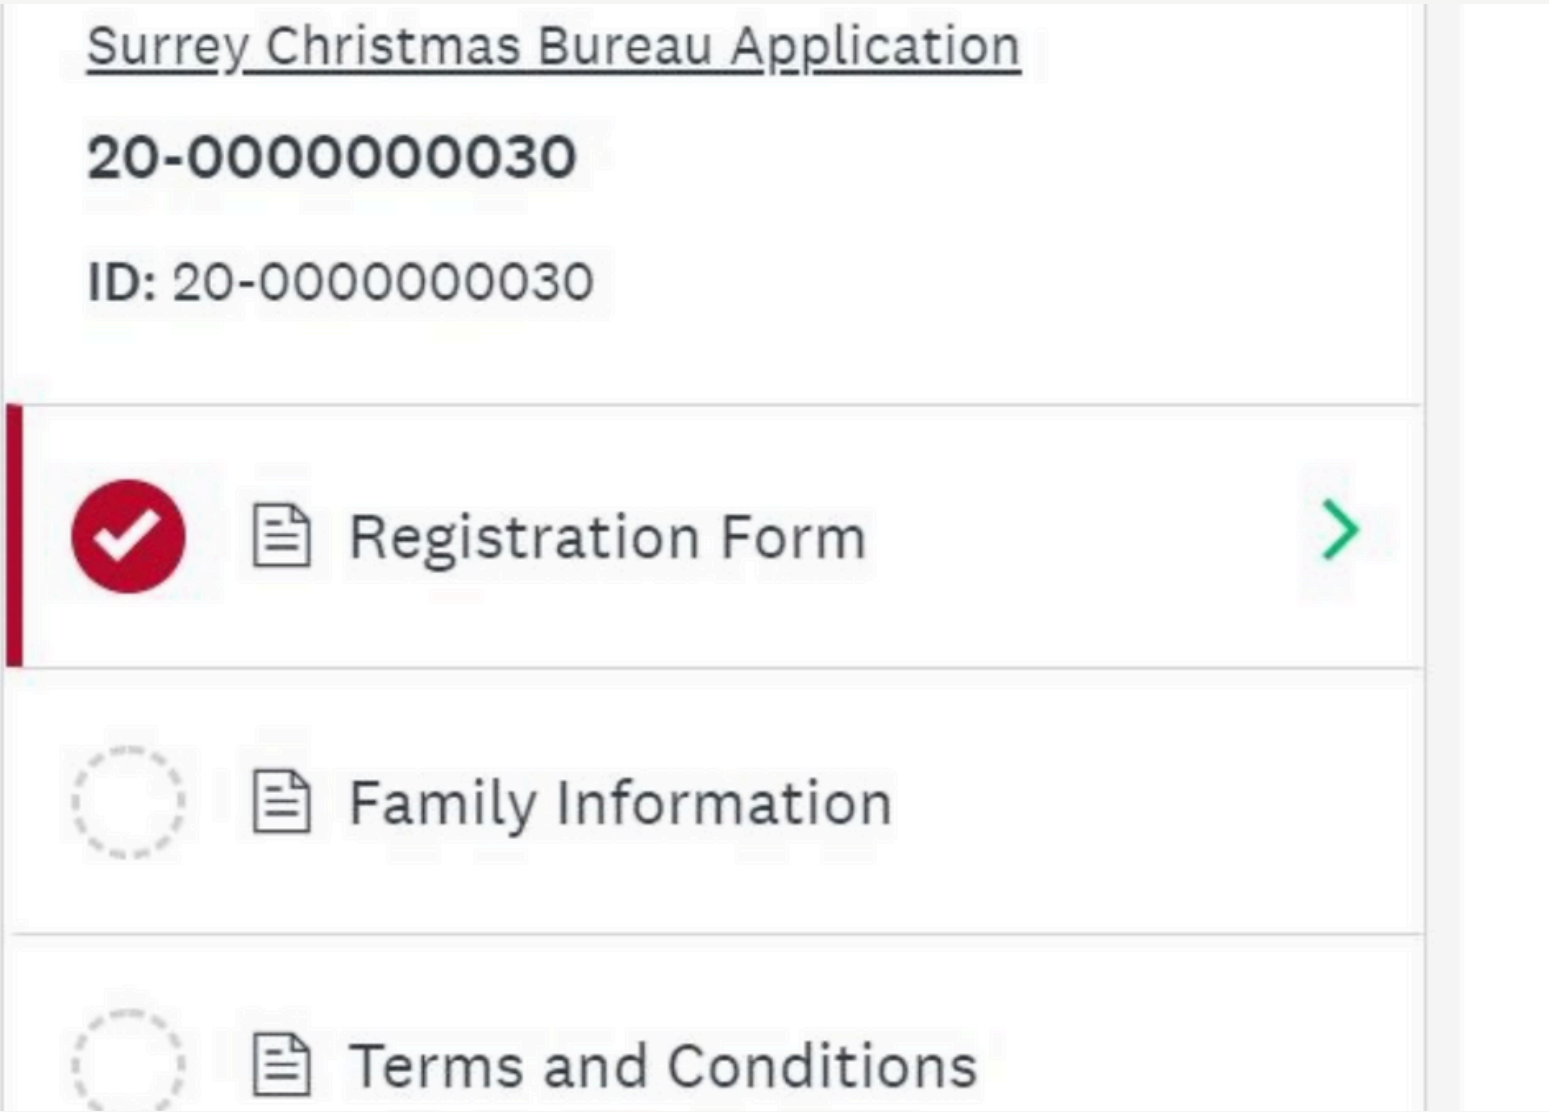 Surrey Christmas Bureau Application
20-0000000030
ID: 20-0000000030
Registration Form
Family Information
Terms and Conditions